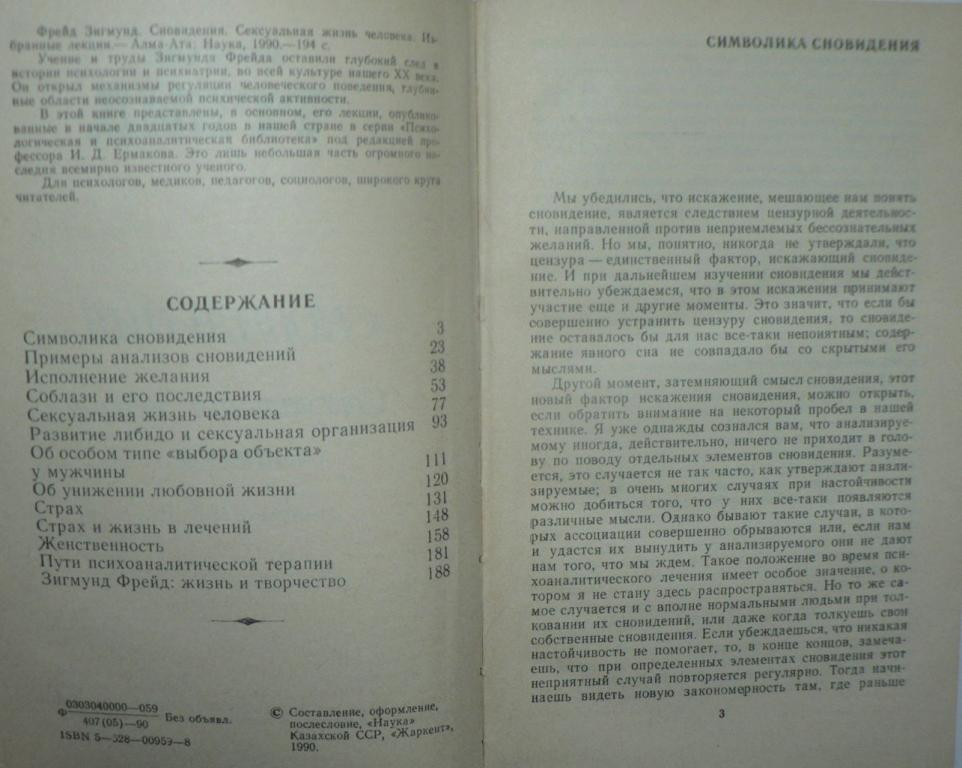 Фрейд Зигмунд. Сновидения. Сексуальная жизнь человека. Из-
бранные лекции.— Алма-Ата: Наука, 1990.—194 с.
Учение и труды Зигмунда Фрейда оставили глубокий след в
истории психологии и психиатрии, во всей культуре нашего XX века.
Он открыл механизмы регуляции человеческого поведения, глубин-
ные области неосознаваемой психической активности.
В этой книге представлены, в основном, его лекции, опублико-
ванные в начале двадцатых годов в нашей стране в серии «Психо-
логическая и психоаналитическая библиотека» под редакцией про-
фессора И. Д. Ермакова. Это лишь небольшая часть огромного на-
следия всемирно известного ученого.
Для психологов, медиков, педагогов, социологов, широкого круга
читателей.
СОДЕРЖАНИЕ
Символика сновидения 3
Примеры анализов сновидений 23
Исполнение желания 38
Соблазн и его последствия 53
Сексуальная жизнь человека 77
Развитие либидо и сексуальная организация 93
Об особом типе «выбора объекта»
у мужчины 111
Об унижении любовной жизни 120
Страх 131
Страх и жизнь в лечений 148
Женственность 158
Пути психоаналитической терапии 181
Зигмунд Фрейд: жизнь и творчество 188
Ф 0303040000—059
407(05)—90 Без объявл.
ISBN 5—628—00959—8
© Составление, оформление,
послесловие, «Наука»
Казахской ССР, «Жаркент»,
1990.
СИМВОЛИКА СНОВИДЕНИЯ
Мы убедились, что искажение, мешающее нам понять
сновидение, является следствием цензурной деятельнос-
ти, направленной против неприемлемых бессознательных
желаний. Но мы, понятно, никогда не утверждали, что
цензура — единственный фактор, искажающий сновиде-
ние. И при дальнейшем изучении сновидения мы дейст-
вительно убеждаемся, что в этом искажении принимают
участие еще и другие моменты. Это значит, что если бы
совершенно устранить цензуру сновидения, то сновиде-
ние оставалось бы для нас все-таки непонятным; содер-
жание явного сна не совпадало бы со скрытыми его
мыслями.
Другой момент, затемняющий смысл сновидения, этот
новый фактор искажения сновидения, можно открыть,
если обратить внимание на некоторый пробел в нашей
технике. Я уже однажды сознался вам, что анализируе-
мому иногда, действительно, ничего не приходит в голо-
ву по поводу отдельных элементов сновидения. Разуме-
ется, это случается не так часто, как утверждают анали-
зируемые; в очень многих случаях при настойчивости
можно добиться того, что у них все-таки появляются
различные мысли. Однако бывают такие случаи, в кото-
рых ассоциации совершенно обрываются или, если нам
и удастся их вынудить у анализируемого они не дают
нам того, что мы ждем. Такое положение во время пси-
хоаналитического лечения имеет особое значение, о ко-
тором я не стану здесь распространяться. Но то же са-
мое случается и с вполне нормальными людьми при тол-
ковании их сновидений, или даже когда толкуешь свои
собственные сновидения. Если убеждаешься, что никакая
настойчивость не помогает, то, в конце концов, замеча-
ешь, что при определенных элементах сновидения этот
неприятный случай повторяется регулярно. Тогда начи-
наешь видеть новую закономерность там, где раньше
3